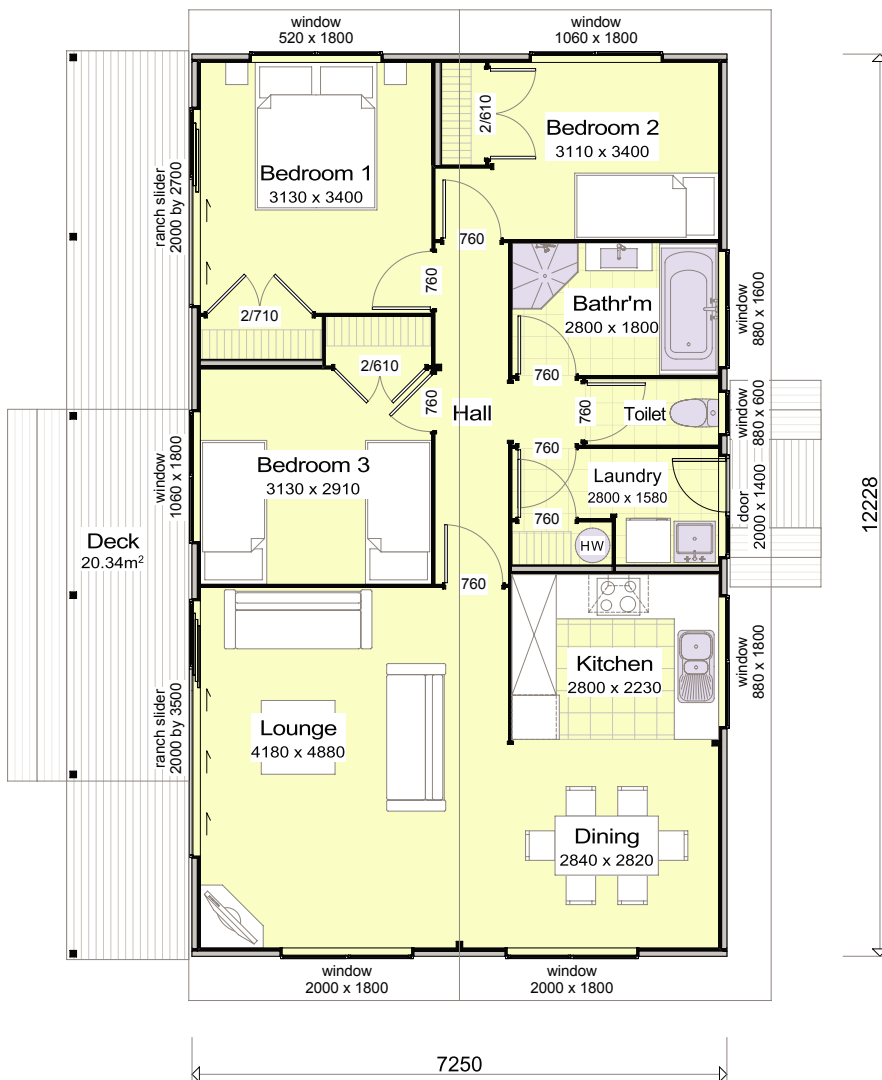 window
520 x 1800
window
1060 x 1800
2/610
Bedroom 2
3110 x 3400
Bedroom 1
3130 x 3400
ranch slider
2000 by 2700
760
760
2/710
Bathr'm
2800 x 1800
window
880 x 1600
2/610
760
760
Hall
760
Toilet
window
880 x 600
760
Bedroom 3
3130 x 2910
window
1060 x 1800
Laundry
2800 x 1580
door
2000 x 1400
12228
760
HW
Deck
20.34m²
760
Kitchen
2800 x 2230
window
880 x 1800
ranch slider
2000 by 3500
Lounge
4180 x 4880
Dining
2840 x 2820
window
2000 x 1800
window
2000 x 1800
7250